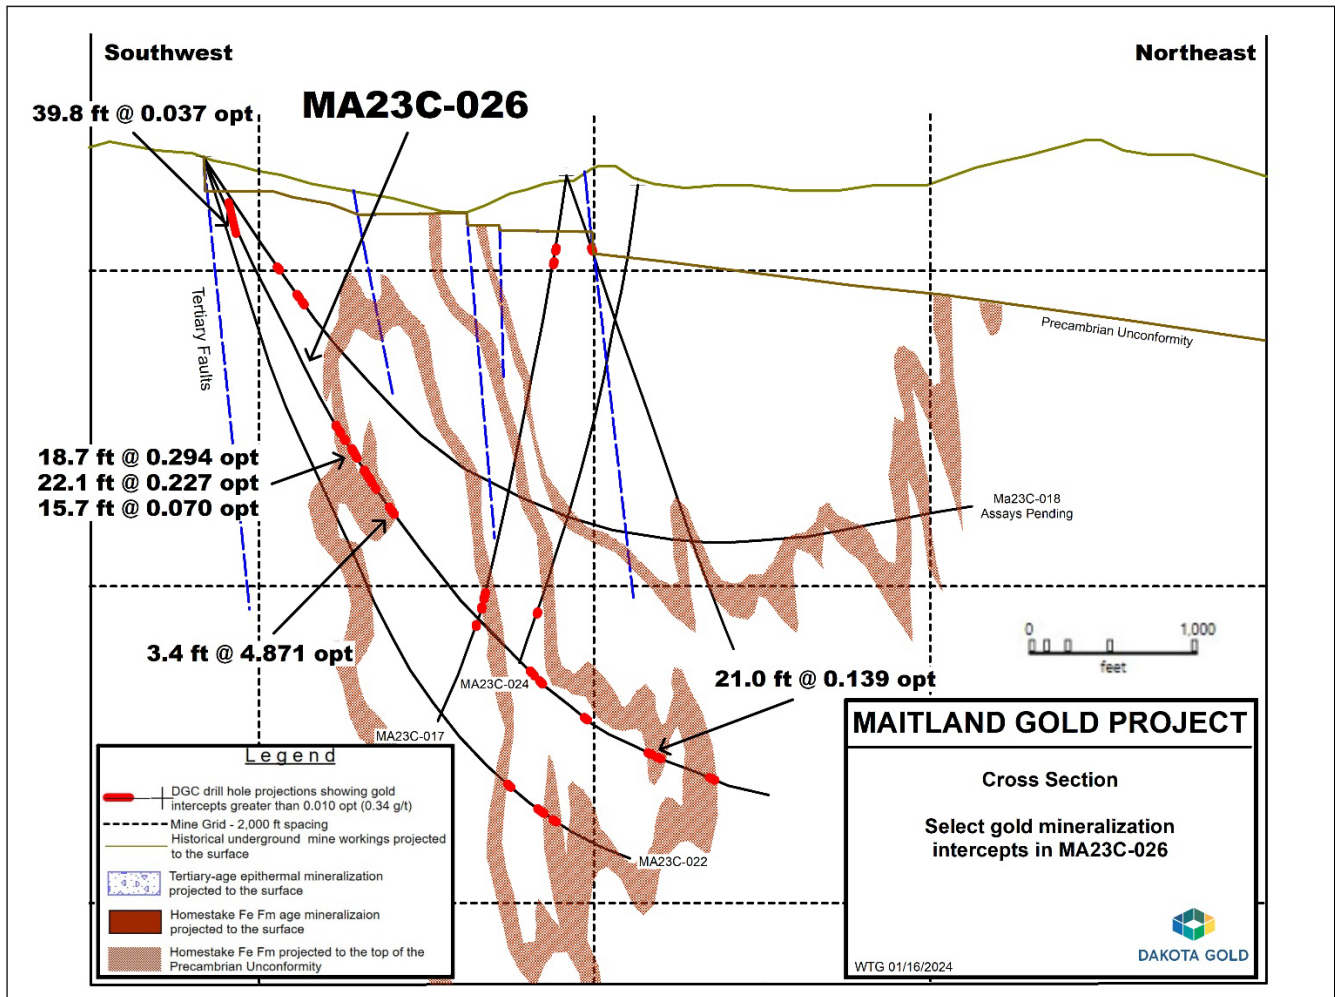 Southwest
Northeast
39.8 ft @ 0.037 opt
MA23C-026
Tertiary Faults
Precambrian Unconformity
18.7 ft @ 0.294 opt
22.1 ft @ 0.227 opt
15.7 ft @ 0.070 opt
Ma23C-018
Assays Pending
3.4 ft @ 4.871 opt
0 1,000
feet
MA23C-024
21.0 ft @ 0.139 opt
MA23C-017
MA23C-022
Legend
DGC drill hole projections showing gold
intercepts greater than 0.010 opt (0.34 g/t)
Mine Grid - 2,000 ft spacing
Historical underground mine workings projected
to the surface
Tertiary-age epithermal mineralization
projected to the surface
Homestake Fe Fm age mineralizaion
projected to the surface
Homestake Fe Fm projected to the top of the
Precambrian Unconformity
MAITLAND GOLD PROJECT
Cross Section
Select gold mineralization
intercepts in MA23C-026
WTG 01/16/2024
DAKOTA GOLD